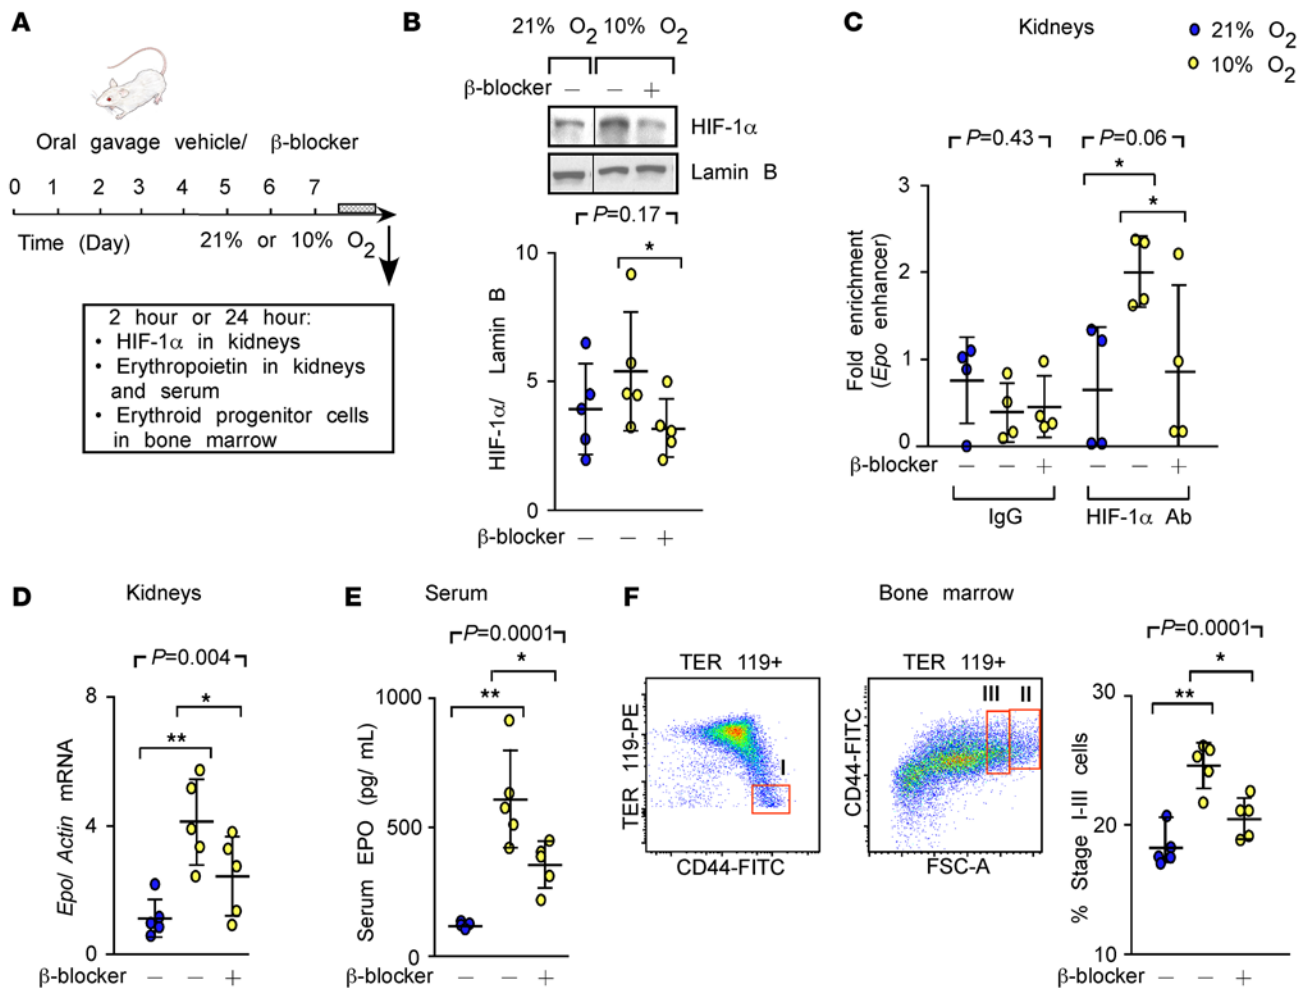 A
Oral gavage vehicle/ β-blocker
0 1 2 3 4 5 6 7
Time (Day)
21% or 10% O2
2 hour or 24 hour:
• HIF-1α in kidneys
• Erythropoietin in kidneys
and serum
• Erythroid progenitor cells
in bone marrow
B
21% O2 10% O2
β-blocker − − +
HIF-1α
Lamin B
P=0.17
*
HIF-1α/ Lamin B
10
5
0
β-blocker − − +
C
Kidneys
21% O2
10% O2
P=0.43
P=0.06
*
*
Fold enrichment
(Epo enhancer)
3
2
1
0
β-blocker − − + − − +
IgG
HIF-1α Ab
D
Kidneys
P=0.004
*
**
Epo/ Actin mRNA
8
4
0
β-blocker − − +
E
Serum
P=0.0001
*
**
Serum EPO (pg/ mL)
1000
500
0
β-blocker − − +
F
Bone marrow
TER 119+
TER 119-PE
I
CD44-FITC
TER 119+
CD44-FITC
III II
FSC-A
P=0.0001
*
**
% Stage I-III cells
30
20
10
β-blocker − − +